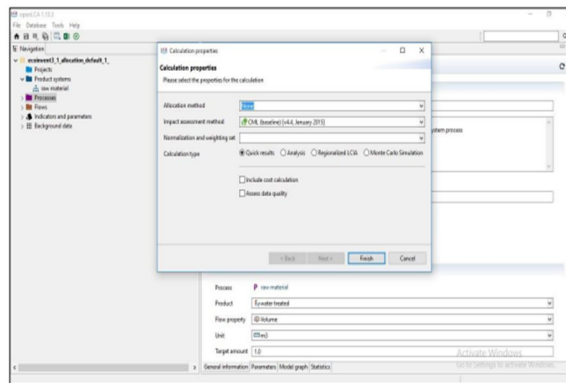 openLCA 1.10.3
File Database Tools Help
Navigation
ecoinvent3_1_allocation_default_1_
Projects
Product systems
raw material
Processes
Flows
Indicators and parameters
Background data
Calculation properties
Calculation properties
Please select the properties for the calculation
Allocation method
None
Impact assessment method
CML (baseline) [v4.4, January 2015]
Normalization and weighting set
Calculation type
Quick results Analysis Regionalized LCIA Monte Carlo Simulation
Include cost calculation
Assess data quality
< Back Next > Finish Cancel
ystem process
Process P raw material
Product water treated
Flow property Volume
Unit m3
Target amount 1.0
Activate Windows
Go to Settings to activate Windows.
General information Parameters Model graph Statistics